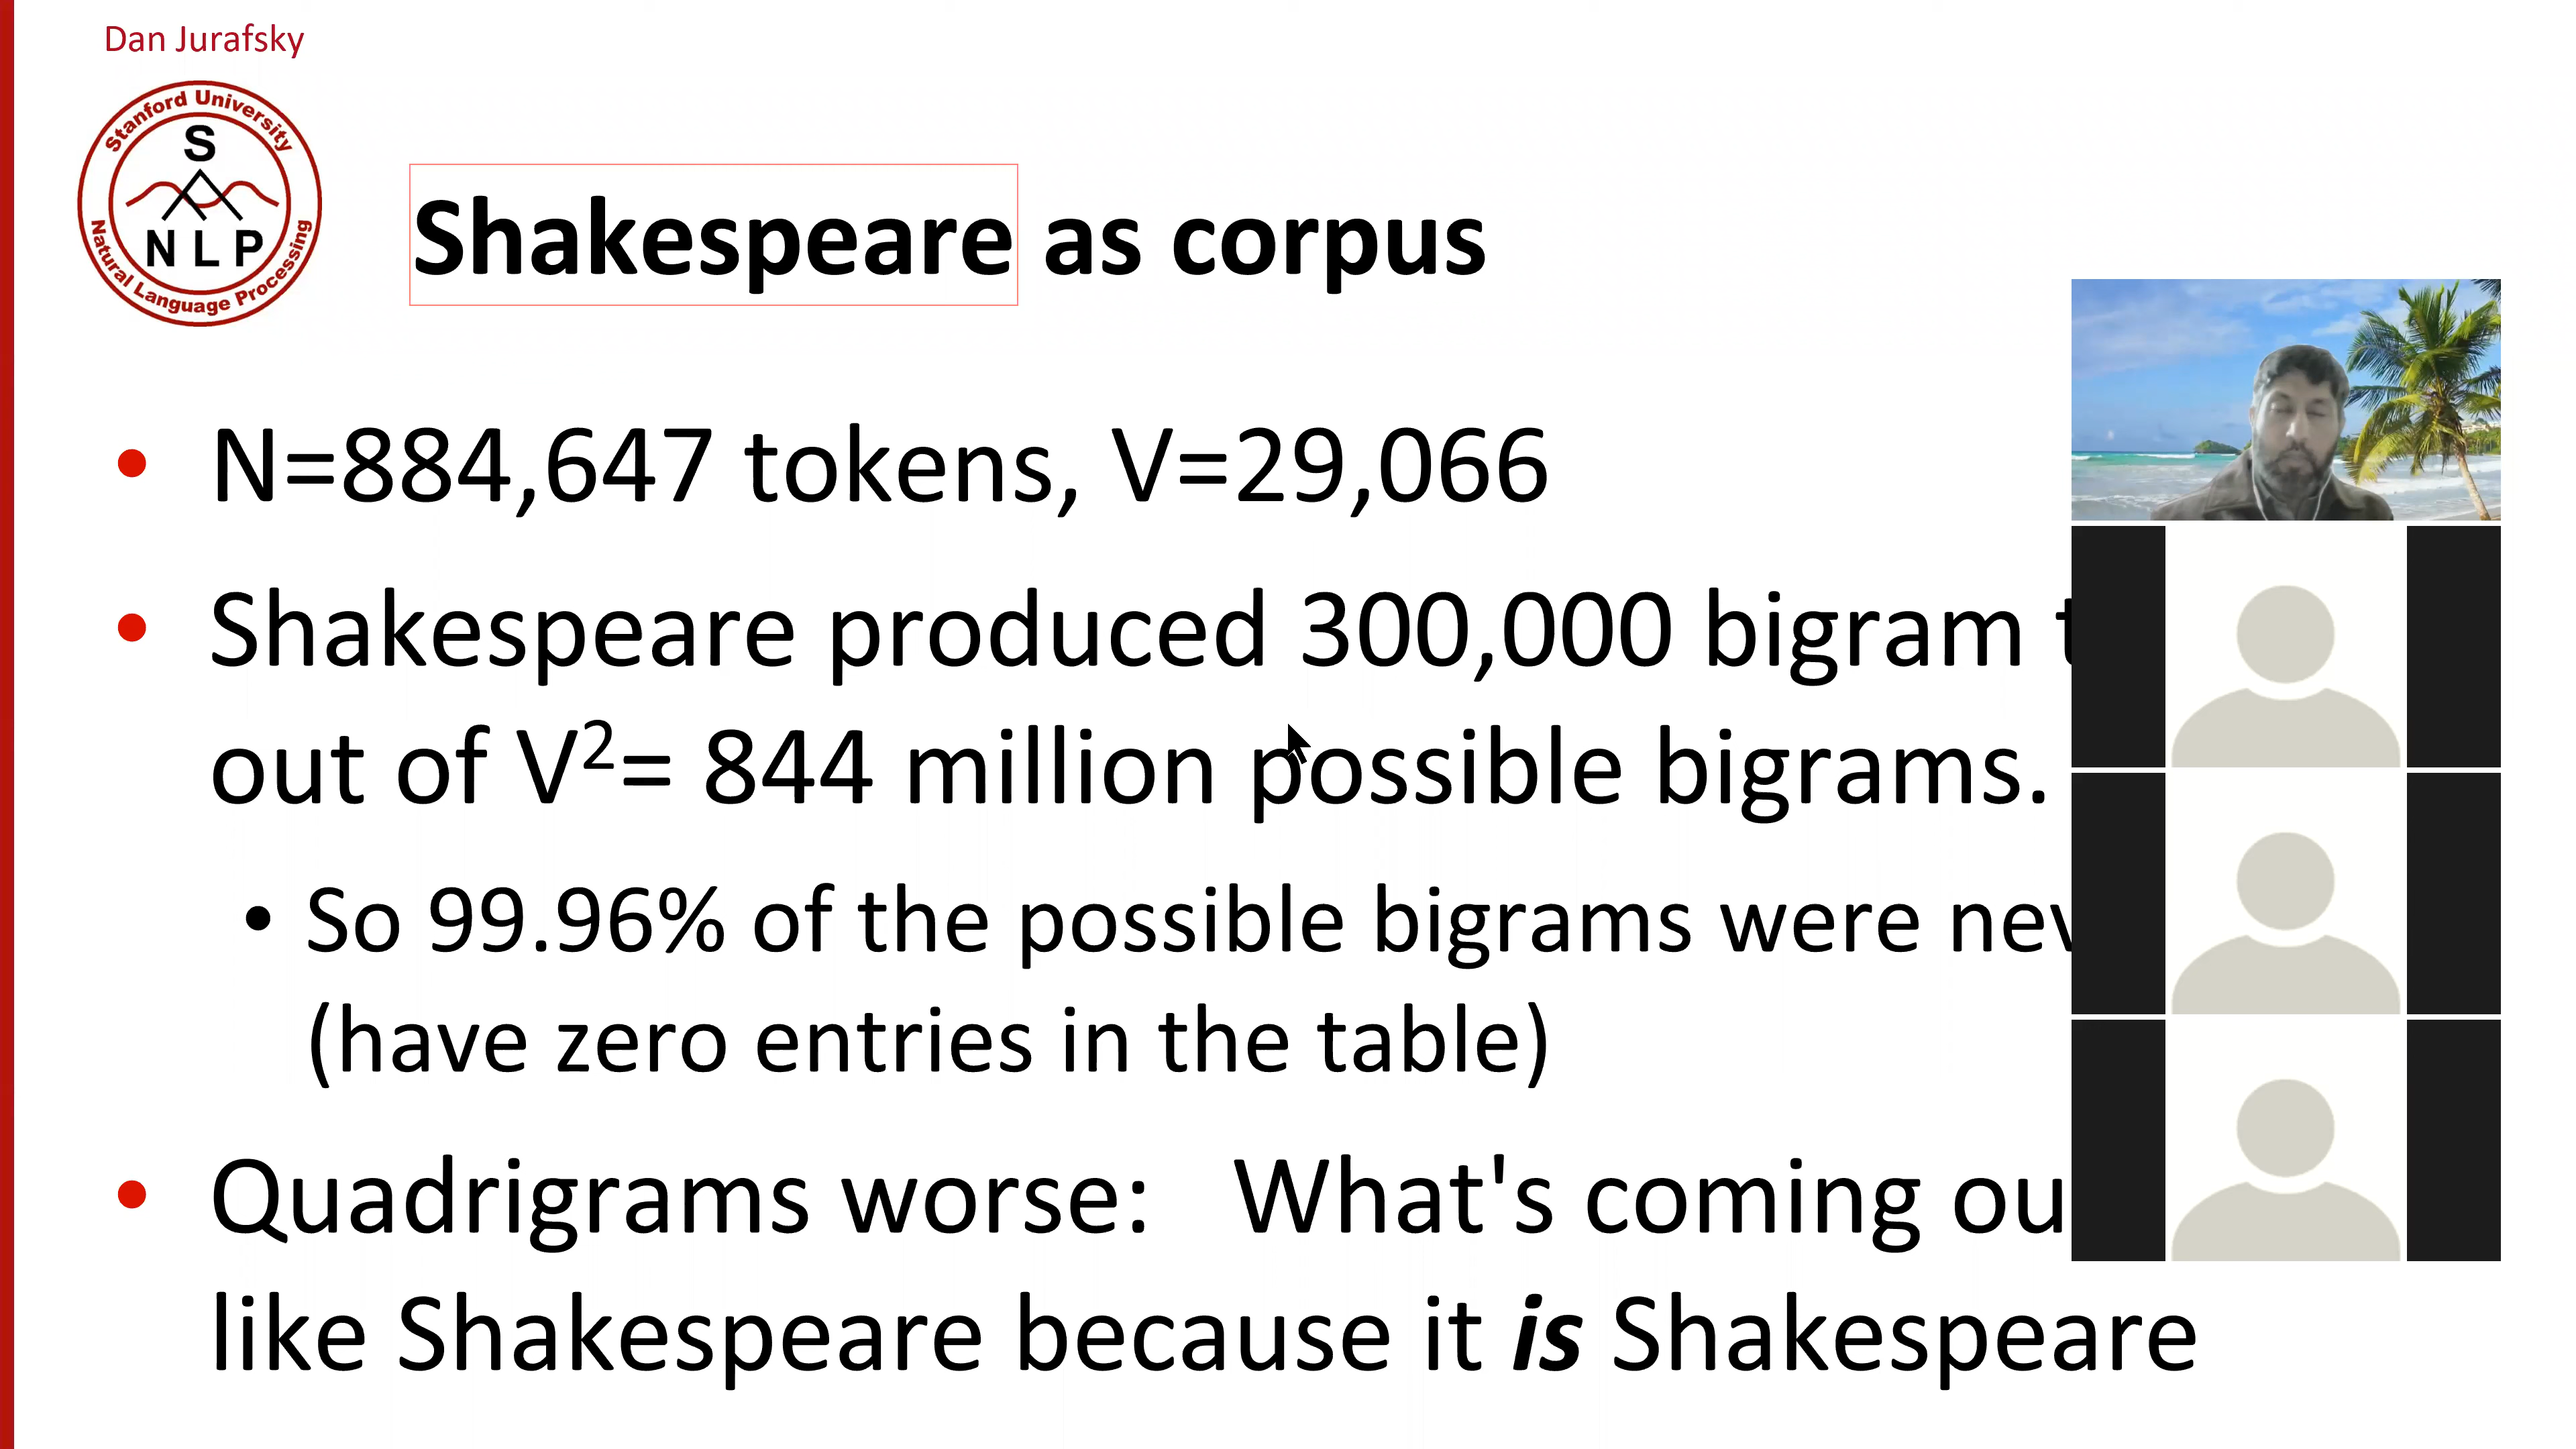 Dan Jurafsky
Stanford University
S
N L P
Natural Language Processing
Shakespeare as corpus
• N=884,647 tokens, V=29,066
• Shakespeare produced 300,000 bigram
out of V²= 844 million possible bigrams.
• So 99.96% of the possible bigrams were
(have zero entries in the table)
• Quadrigrams worse: What's coming
like Shakespeare because it is Shakespeare